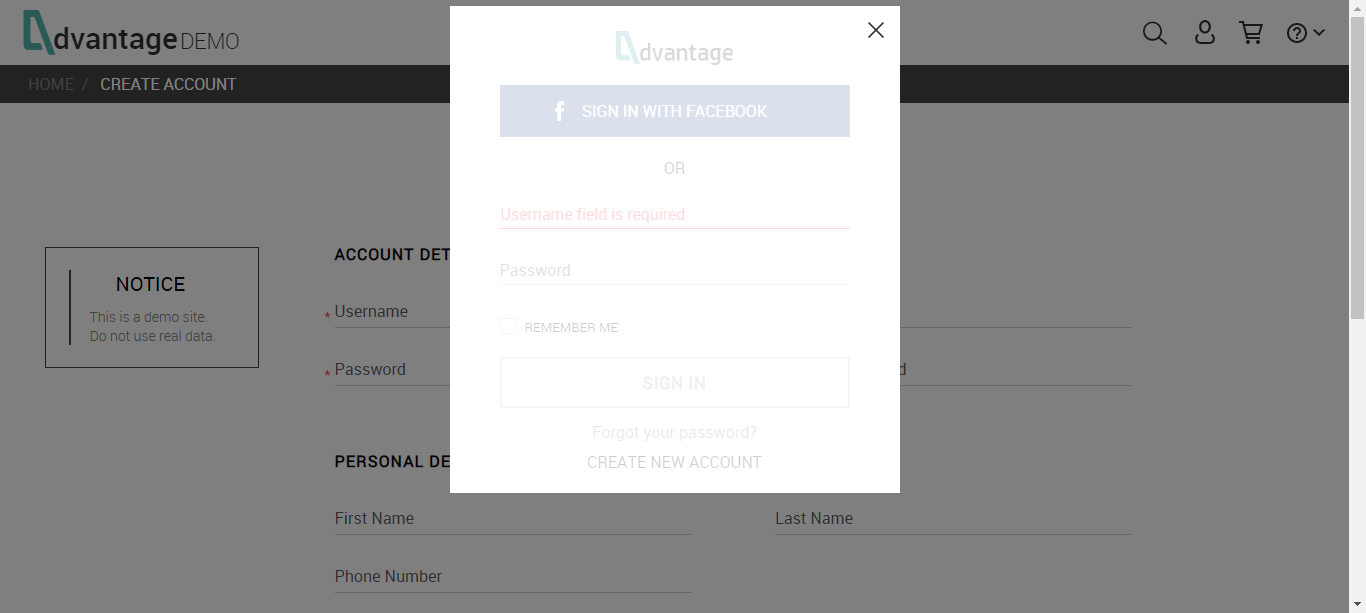 dvantage DEMO
HOME / CREATE ACCOUNT
dvantage
SIGN IN WITH FACEBOOK
OR
Username field is required
Password
REMEMBER ME
SIGN IN
Forgot your password?
CREATE NEW ACCOUNT
NOTICE
This is a demo site.
Do not use real data.
ACCOUNT DET
* Username
* Password
d
PERSONAL DE
First Name
Last Name
Phone Number